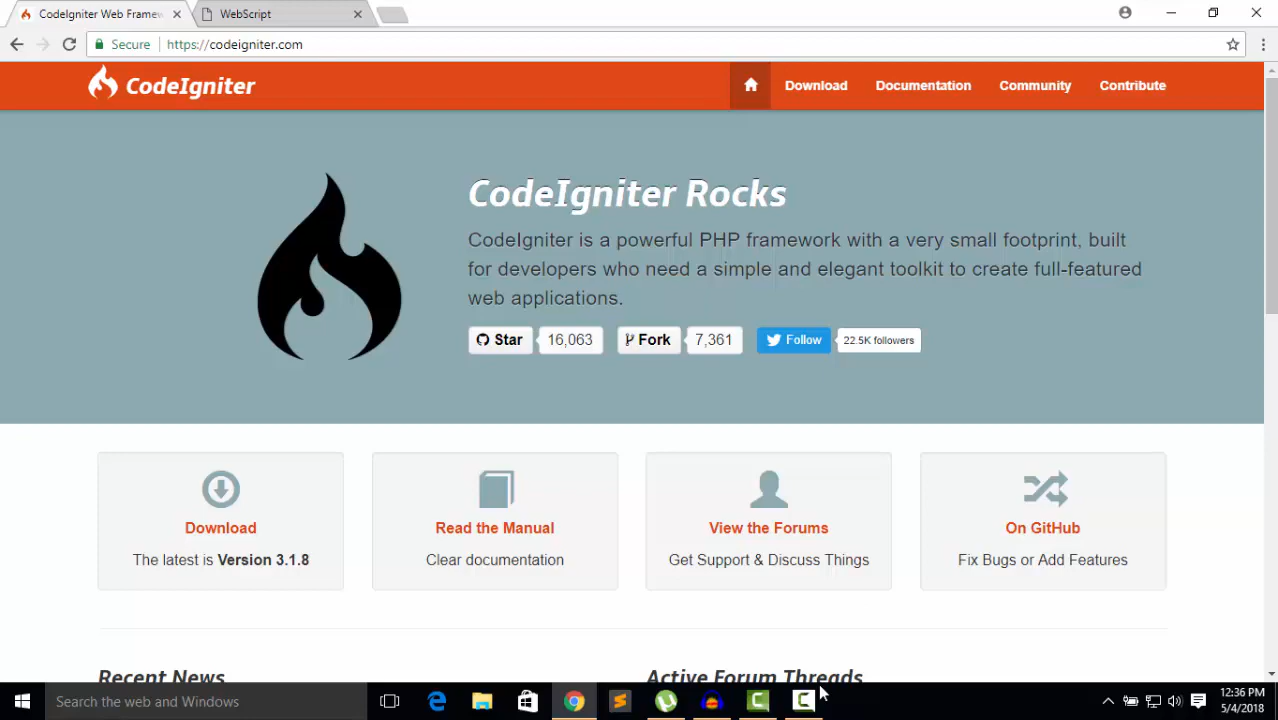 CodeIgniter Web Framew
WebScript
Secure
https://codeigniter.com
CodeIgniter
Download
Documentation
Community
Contribute
CodeIgniter Rocks
CodeIgniter is a powerful PHP framework with a very small footprint, built
for developers who need a simple and elegant toolkit to create full-featured
web applications.
Star
16,063
Fork
7,361
Follow
22.5K followers
Download
The latest is Version 3.1.8
Read the Manual
Clear documentation
View the Forums
Get Support & Discuss Things
On GitHub
Fix Bugs or Add Features
Recent News
Active Forum Threads
Search the web and Windows
12:36 PM
5/4/2018